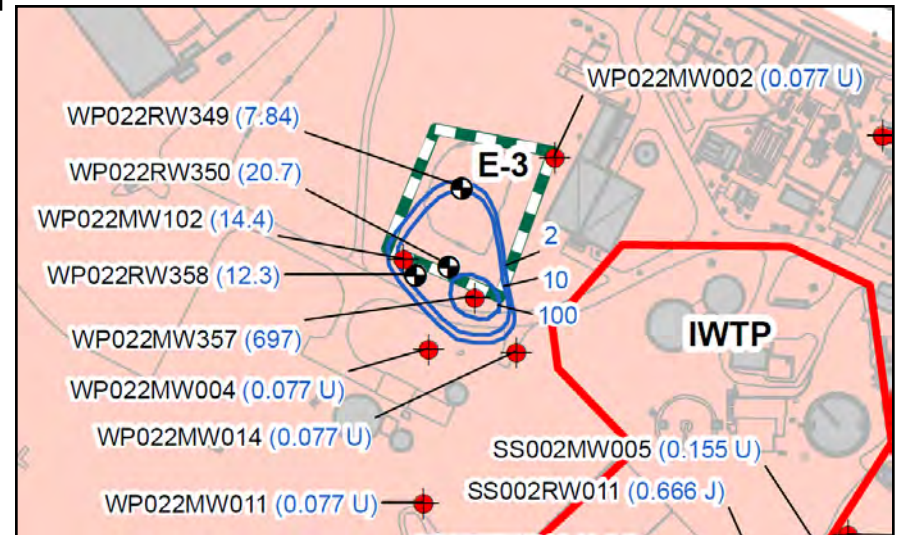 WP022MW002 (0.077 U)
WP022RW349 (7.84)
E-3
WP022RW350 (20.7)
WP022MW102 (14.4)
2
WP022RW358 (12.3)
10
100
WP022MW357 (697)
IWTP
WP022MW004 (0.077 U)
WP022MW014 (0.077 U)
SS002MW005 (0.155 U)
SS002RW011 (0.666 J)
WP022MW011 (0.077 U)